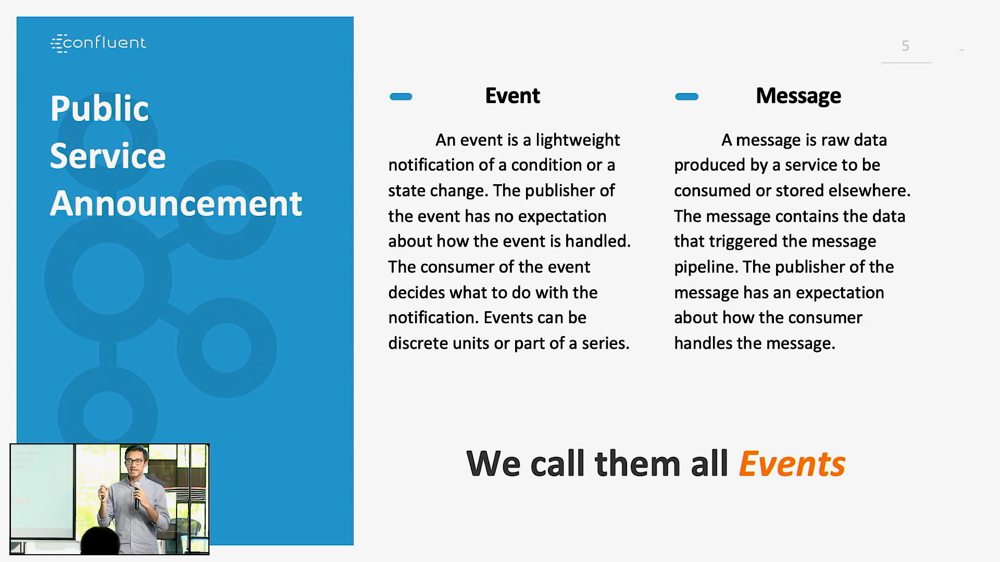 confluent
Public
Service
Announcement
5
Event
An event is a lightweight
notification of a condition or a
state change. The publisher of
the event has no expectation
about how the event is handled.
The consumer of the event
decides what to do with the
notification. Events can be
discrete units or part of a series.
Message
A message is raw data
produced by a service to be
consumed or stored elsewhere.
The message contains the data
that triggered the message
pipeline. The publisher of the
message has an expectation
about how the consumer
handles the message.
We call them all Events